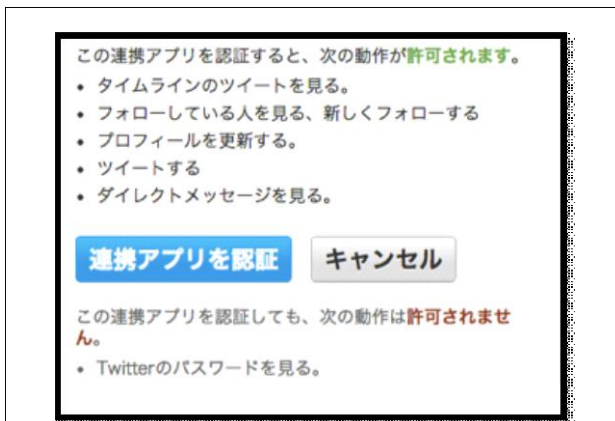 この連携アプリを認証すると、次の動作が許可されます。
• タイムラインのツイートを見る。
• フォローしている人を見る、新しくフォローする
• プロフィールを更新する。
• ツイートする
• ダイレクトメッセージを見る。
連携アプリを認証 キャンセル
この連携アプリを認証しても、次の動作は許可されませ
ん。
• Twitterのパスワードを見る。